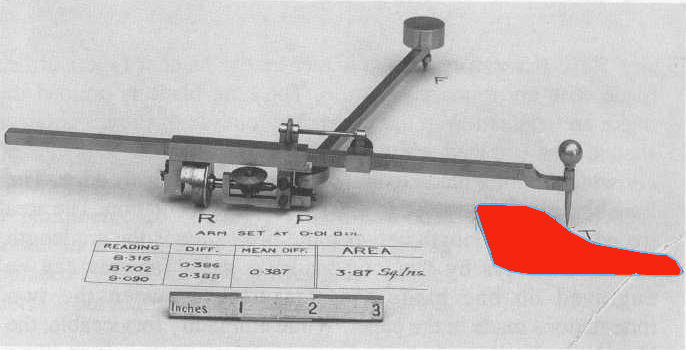 F
R P T
ARM SET AT 0·01 □in.
READING DIFF. MEAN DIFF. AREA
8·316
8·702 0·386 0·387 3·87 Sq.Ins.
9·090 0·388
Inches 1 2 3